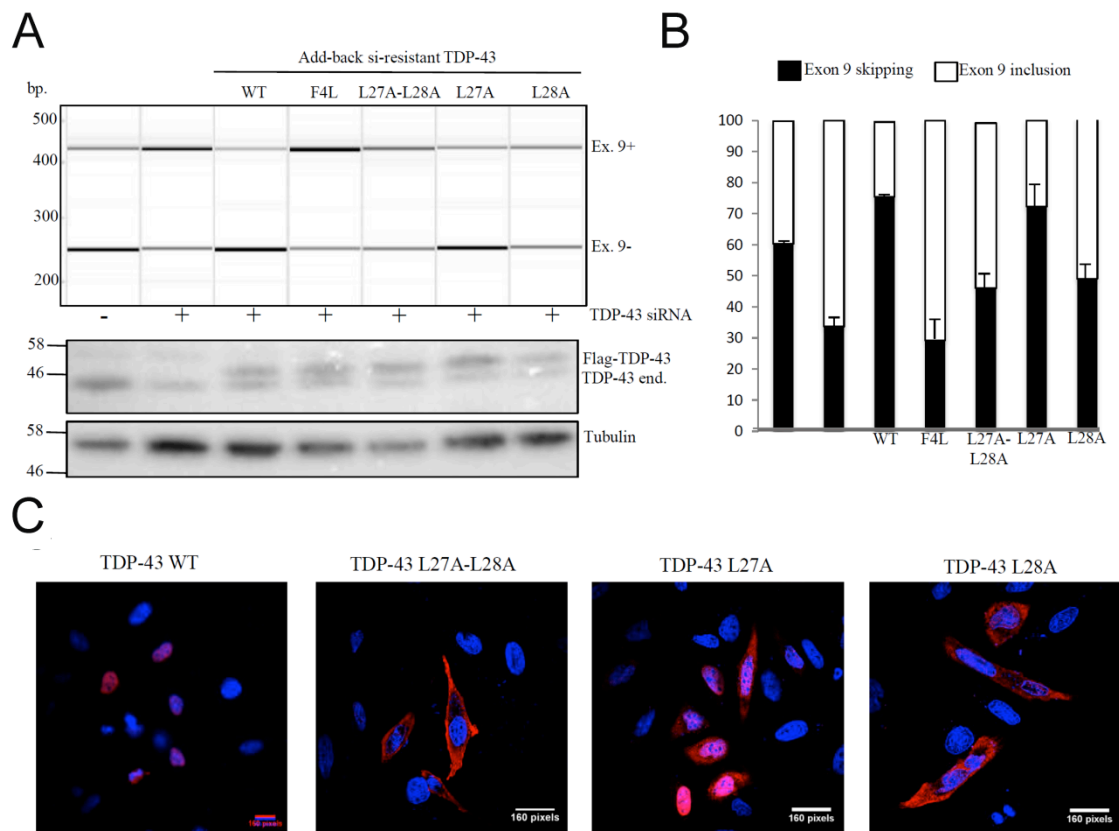 A
Add-back si-resistant TDP-43
bp.
WT F4L L27A-L28A L27A L28A
500
400
300
200
Ex. 9+
Ex. 9-
- + + + + + + TDP-43 siRNA
58
46
Flag-TDP-43
TDP-43 end.
58
46
Tubulin
B
Exon 9 skipping Exon 9 inclusion
100
90
80
70
60
50
40
30
20
10
0
WT F4L L27A- L27A L28A
L28A
C
TDP-43 WT TDP-43 L27A-L28A TDP-43 L27A TDP-43 L28A
160 pixels 160 pixels 160 pixels 160 pixels